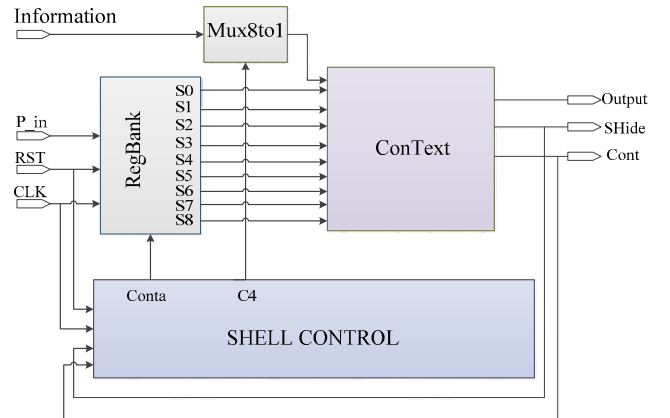 Information
Mux8to1
P_in
RST
CLK
RegBank
S0
S1
S2
S3
S4
S5
S6
S7
S8
ConText
Output
SHide
Cont
Conta
C4
SHELL CONTROL